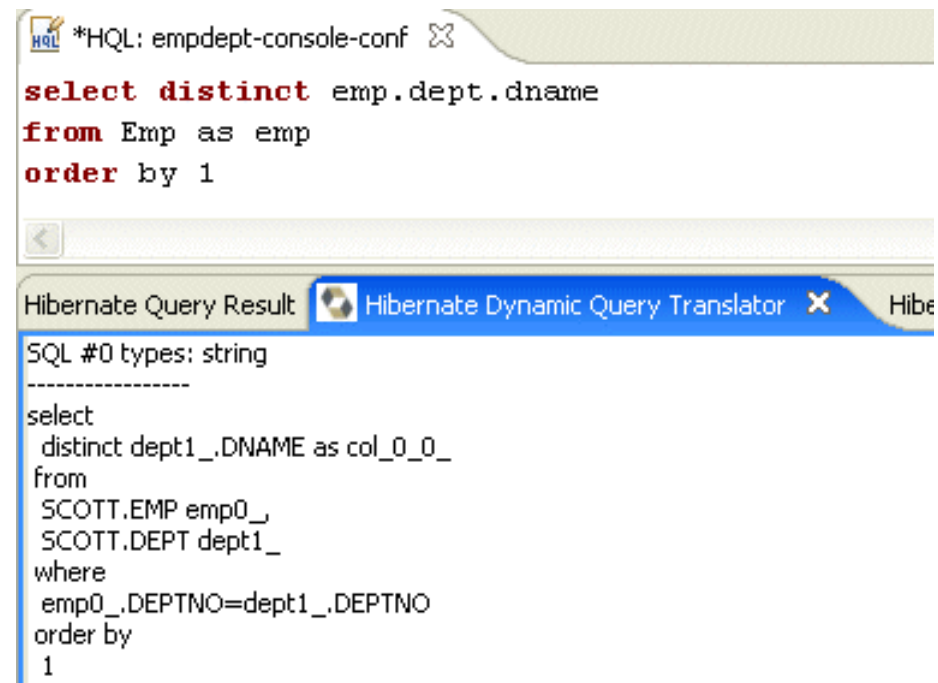 HQL *HQL: empdept-console-conf
select distinct emp.dept.dname
from Emp as emp
order by 1
Hibernate Query Result Hibernate Dynamic Query Translator Hibe
SQL #0 types: string
-----------------
select
distinct dept1_.DNAME as col_0_0_
from
SCOTT.EMP emp0_,
SCOTT.DEPT dept1_
where
emp0_.DEPTNO=dept1_.DEPTNO
order by
1